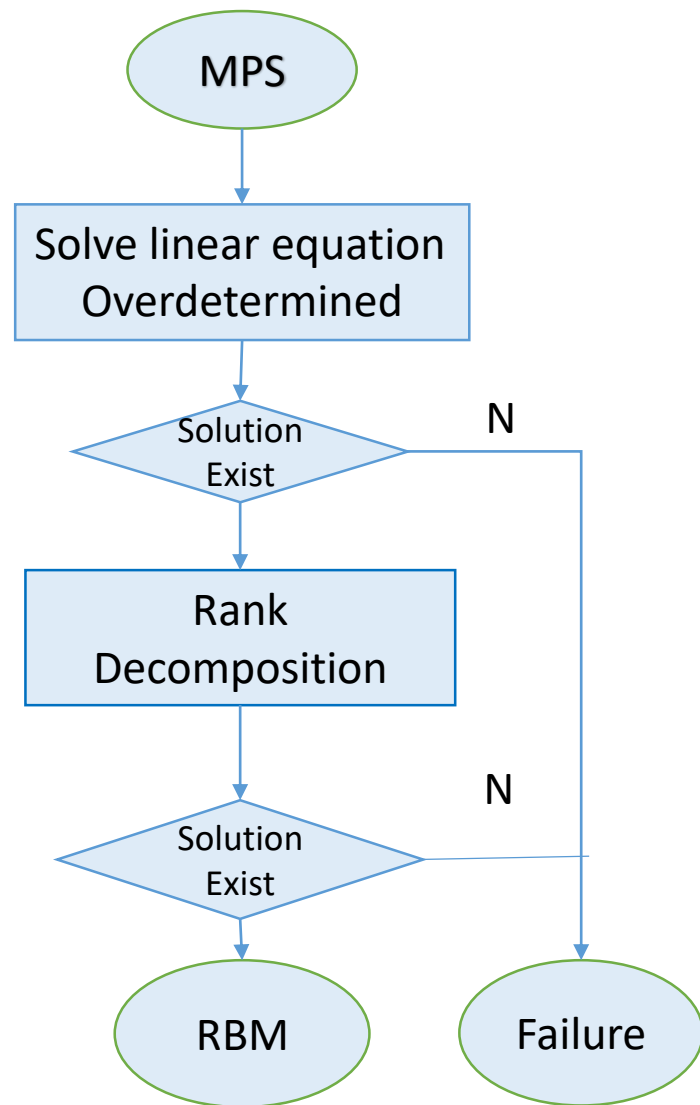 MPS
Solve linear equation
Overdetermined
Solution
Exist
N
Rank
Decomposition
Solution
Exist
N
RBM
Failure